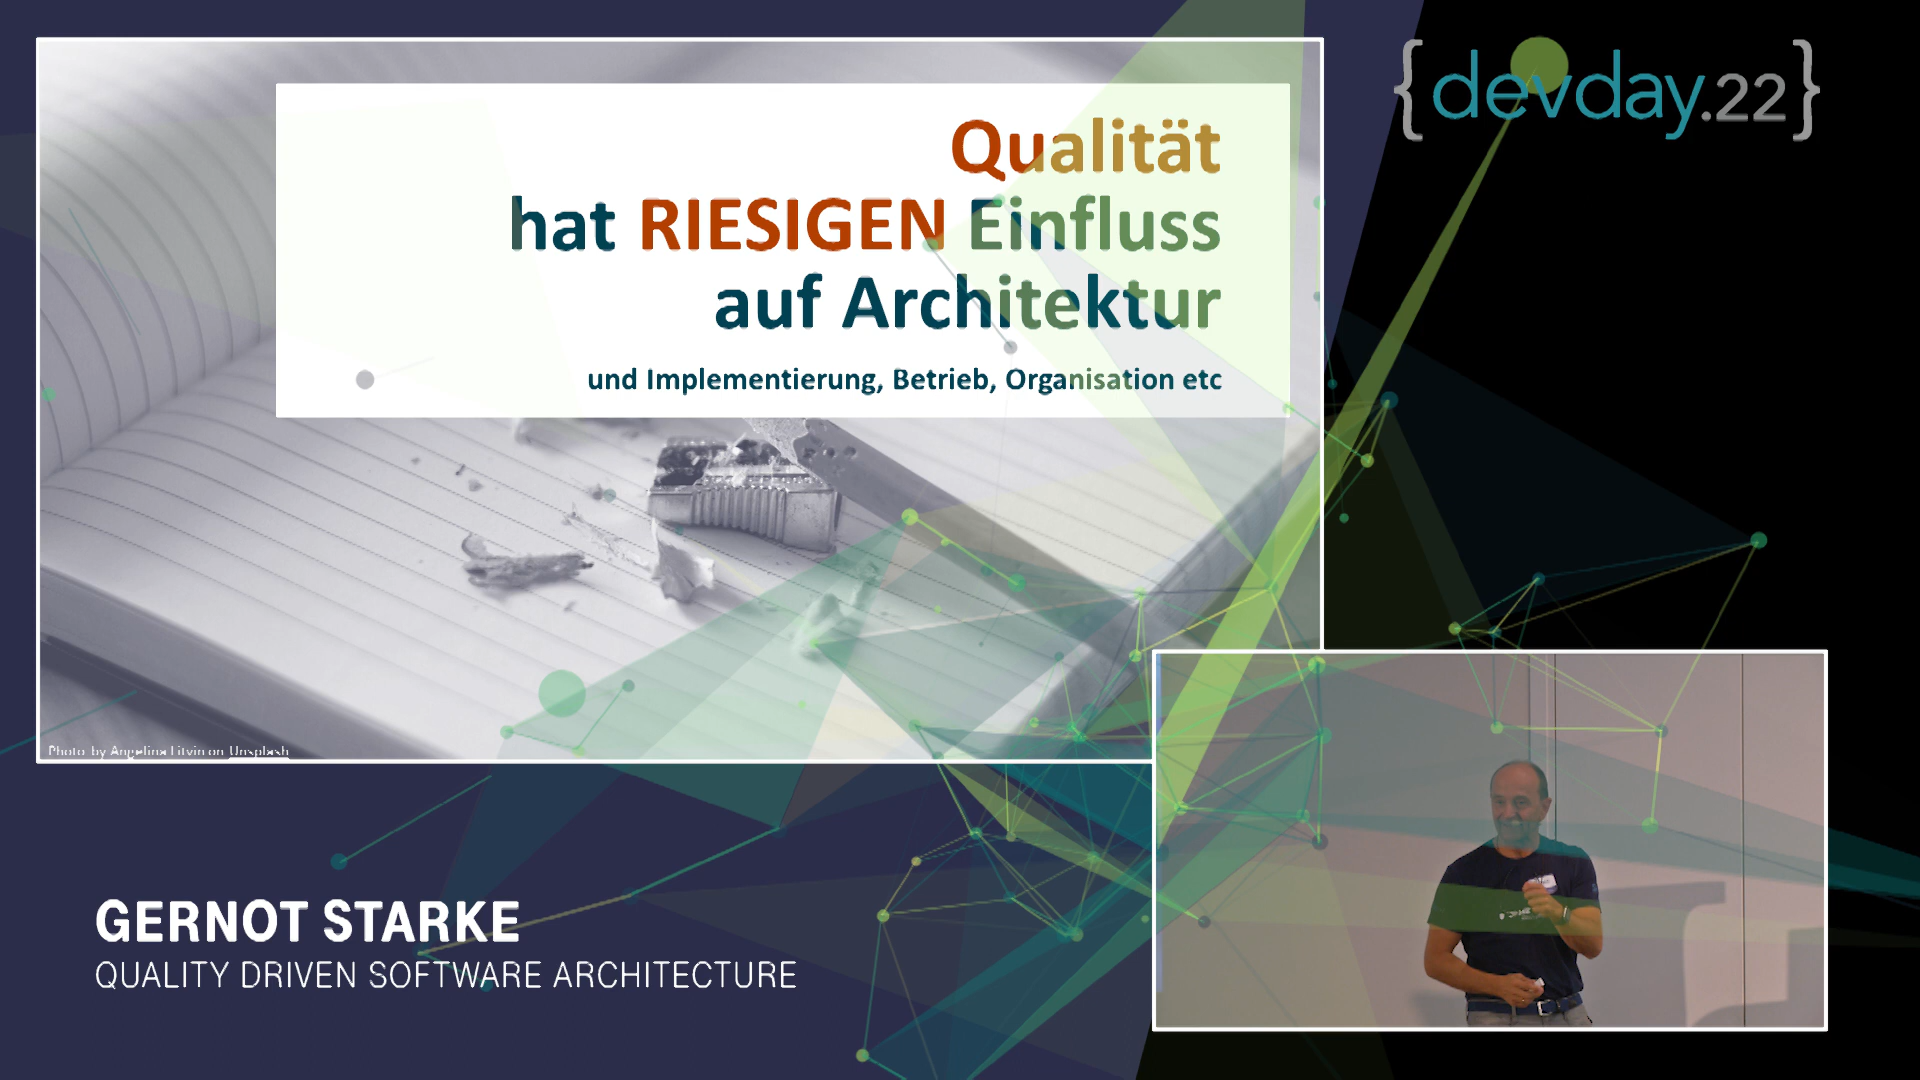 {devday.22}
Qualität
hat RIESIGEN Einfluss
auf Architektur
und Implementierung, Betrieb, Organisation etc
Photo by Angelina Litvin on Unsplash
GERNOT STARKE
QUALITY DRIVEN SOFTWARE ARCHITECTURE